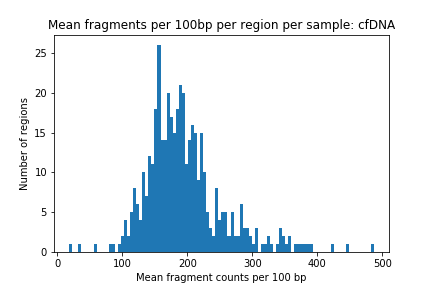 Mean fragments per 100bp per region per sample: cfDNA
Number of regions
25
20
15
10
5
0
0 100 200 300 400 500
Mean fragment counts per 100 bp